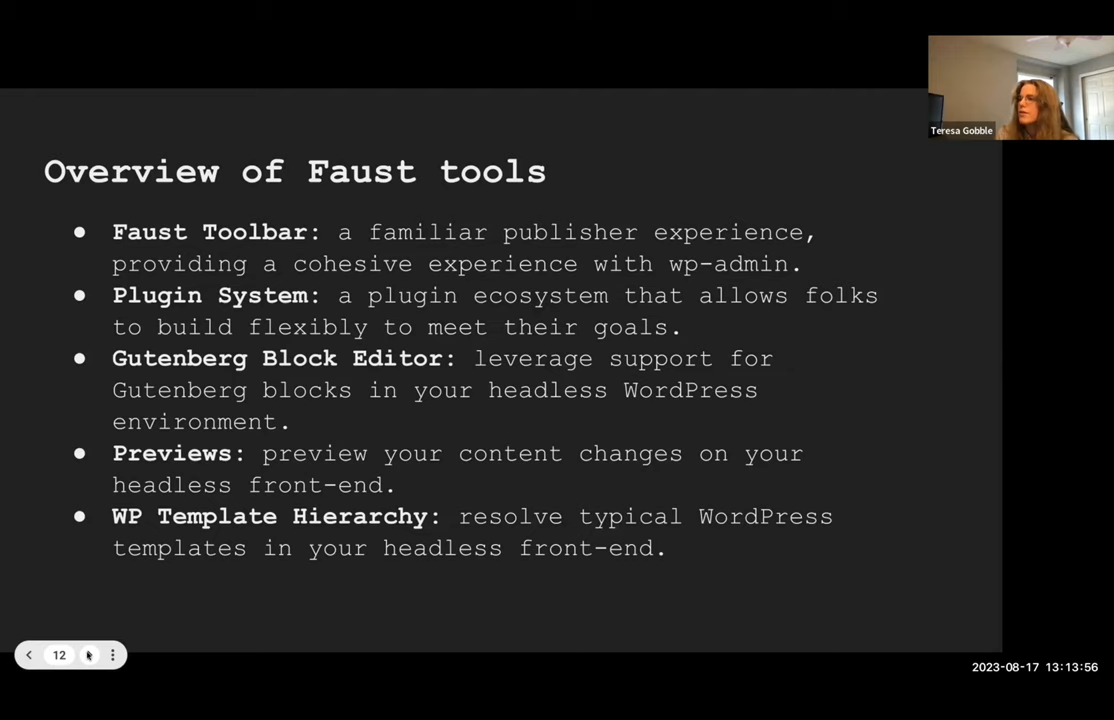 Teresa Gobble
Overview of Faust tools
● Faust Toolbar: a familiar publisher experience,
providing a cohesive experience with wp-admin.
● Plugin System: a plugin ecosystem that allows folks
to build flexibly to meet their goals.
● Gutenberg Block Editor: leverage support for
Gutenberg blocks in your headless WordPress
environment.
● Previews: preview your content changes on your
headless front-end.
● WP Template Hierarchy: resolve typical WordPress
templates in your headless front-end.
12
2023-08-17 13:13:56